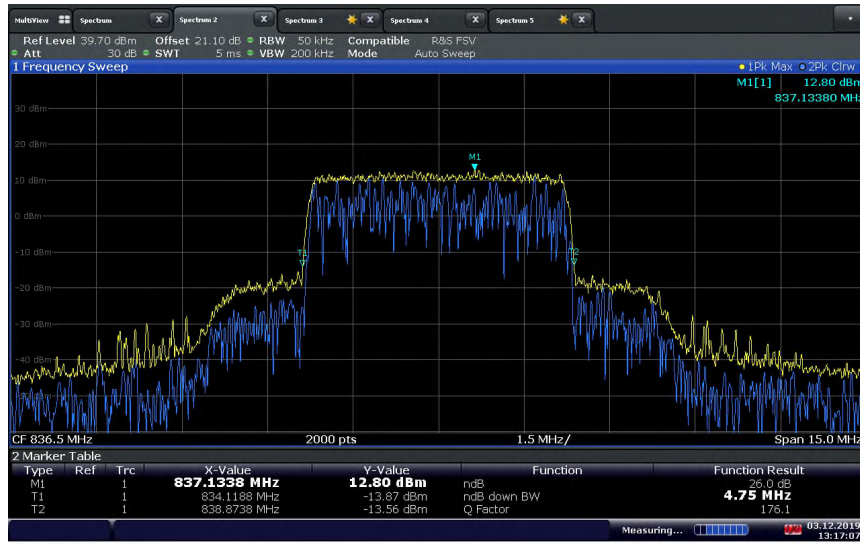 MultiView Spectrum X Spectrum 2 X Spectrum 3 X Spectrum 4 X Spectrum 5 X
Ref Level 39.70 dBm Offset 21.10 dB RBW 50 kHz Compatible R&S FSV
Att 30 dB SWT 5 ms VBW 200 kHz Mode Auto Sweep
1 Frequency Sweep 1Pk Max 2Pk Clrw
M1[1] 12.80 dBm
837.13380 MHz
30 dBm
20 dBm
M1
10 dBm
0 dBm
-10 dBm
T1 T2
-20 dBm
-30 dBm
-40 dBm
CF 836.5 MHz 2000 pts 1.5 MHz/ Span 15.0 MHz
2 Marker Table
Type Ref Trc X-Value Y-Value Function Function Result
M1 1 837.1338 MHz 12.80 dBm ndB 26.0 dB
T1 1 834.1188 MHz -13.87 dBm ndB down BW 4.75 MHz
T2 1 838.8738 MHz -13.56 dBm Q Factor 176.1
Measuring... 03.12.2019
13:17:07